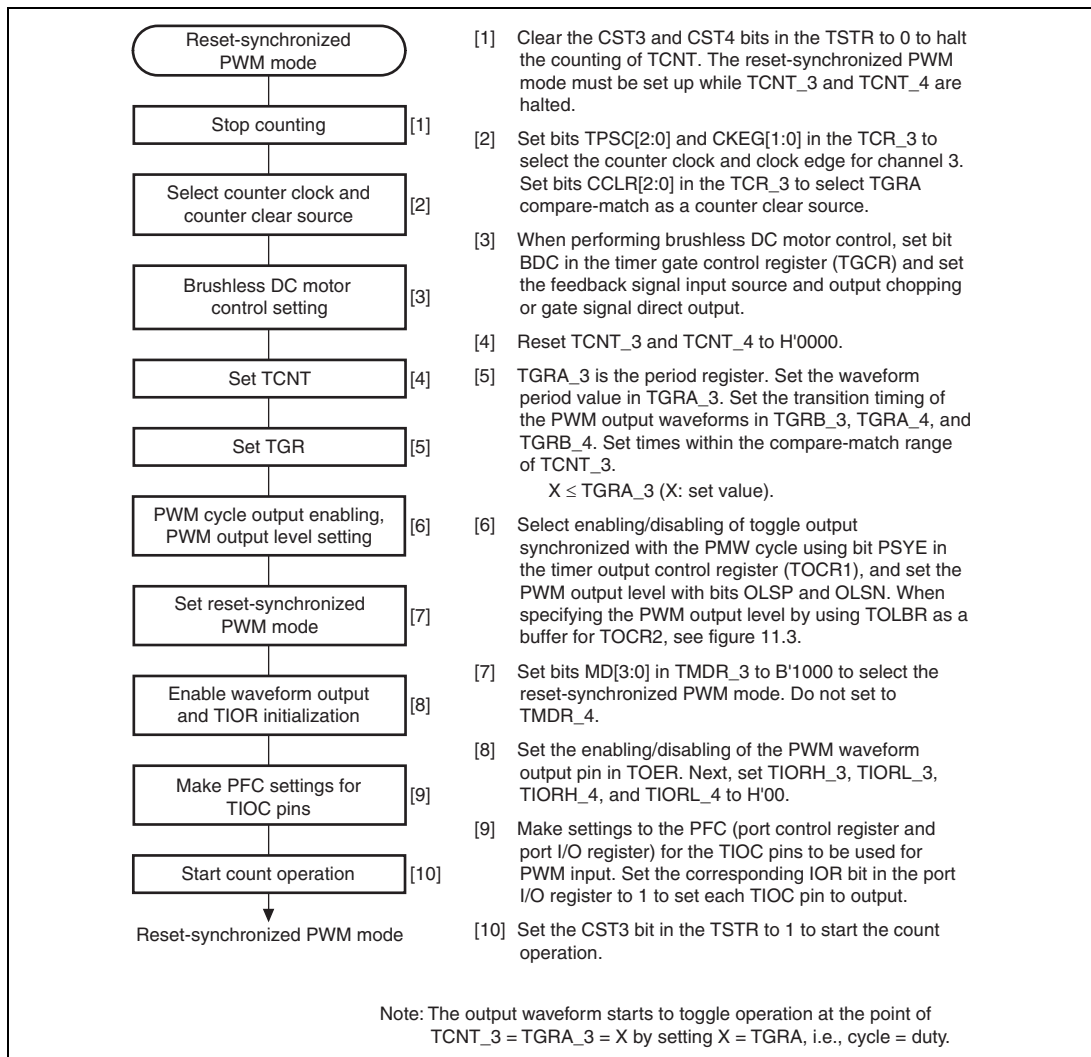 Reset-synchronized
PWM mode
Stop counting
[1]
Select counter clock and
counter clear source
[2]
Brushless DC motor
control setting
[3]
Set TCNT
[4]
Set TGR
[5]
PWM cycle output enabling,
PWM output level setting
[6]
Set reset-synchronized
PWM mode
[7]
Enable waveform output
and TIOR initialization
[8]
Make PFC settings for
TIOC pins
[9]
Start count operation
[10]
Reset-synchronized PWM mode
[1] Clear the CST3 and CST4 bits in the TSTR to 0 to halt
the counting of TCNT. The reset-synchronized PWM
mode must be set up while TCNT_3 and TCNT_4 are
halted.
[2] Set bits TPSC[2:0] and CKEG[1:0] in the TCR_3 to
select the counter clock and clock edge for channel 3.
Set bits CCLR[2:0] in the TCR_3 to select TGRA
compare-match as a counter clear source.
[3] When performing brushless DC motor control, set bit
BDC in the timer gate control register (TGCR) and set
the feedback signal input source and output chopping
or gate signal direct output.
[4] Reset TCNT_3 and TCNT_4 to H'0000.
[5] TGRA_3 is the period register. Set the waveform
period value in TGRA_3. Set the transition timing of
the PWM output waveforms in TGRB_3, TGRA_4, and
TGRB_4. Set times within the compare-match range
of TCNT_3.
X ≤ TGRA_3 (X: set value).
[6] Select enabling/disabling of toggle output
synchronized with the PMW cycle using bit PSYE in
the timer output control register (TOCR1), and set the
PWM output level with bits OLSP and OLSN. When
specifying the PWM output level by using TOLBR as a
buffer for TOCR2, see figure 11.3.
[7] Set bits MD[3:0] in TMDR_3 to B'1000 to select the
reset-synchronized PWM mode. Do not set to
TMDR_4.
[8] Set the enabling/disabling of the PWM waveform
output pin in TOER. Next, set TIORH_3, TIORL_3,
TIORH_4, and TIORL_4 to H'00.
[9] Make settings to the PFC (port control register and
port I/O register) for the TIOC pins to be used for
PWM input. Set the corresponding IOR bit in the port
I/O register to 1 to set each TIOC pin to output.
[10] Set the CST3 bit in the TSTR to 1 to start the count
operation.
Note: The output waveform starts to toggle operation at the point of
TCNT_3 = TGRA_3 = X by setting X = TGRA, i.e., cycle = duty.